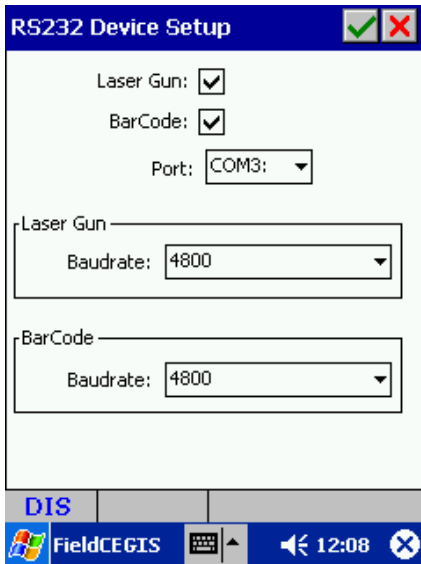 RS232 Device Setup
Laser Gun:
BarCode:
Port: COM3:
Laser Gun
Baudrate: 4800
BarCode
Baudrate: 4800
DIS
FieldCEGIS 12:08